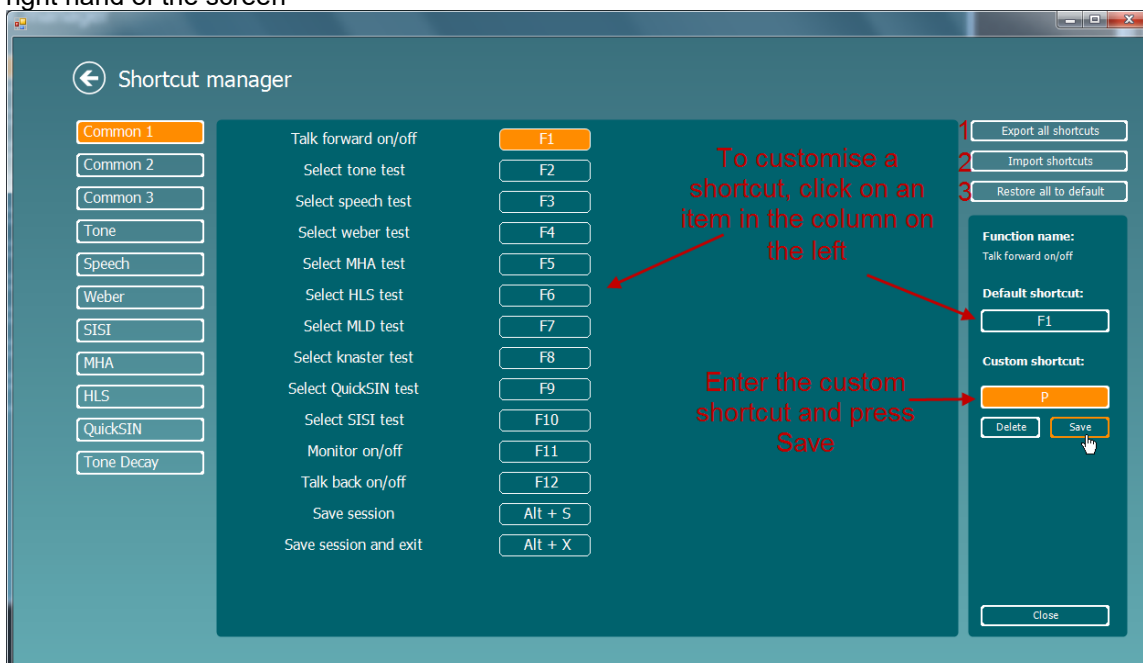 right hand of the screen
Shortcut manager
Common 1
Common 2
Common 3
Tone
Speech
Weber
SISI
MHA
HLS
QuickSIN
Tone Decay
Talk forward on/off F1
Select tone test F2
Select speech test F3
Select weber test F4
Select MHA test F5
Select HLS test F6
Select MLD test F7
Select knaster test F8
Select QuickSIN test F9
Select SISI test F10
Monitor on/off F11
Talk back on/off F12
Save session Alt + S
Save session and exit Alt + X
To customise a
shortcut, click on an
item in the column on
the left
Enter the custom
shortcut and press
Save
1 Export all shortcuts
2 Import shortcuts
3 Restore all to default
Function name:
Talk forward on/off
Default shortcut:
F1
Custom shortcut:
P
Delete Save
Close